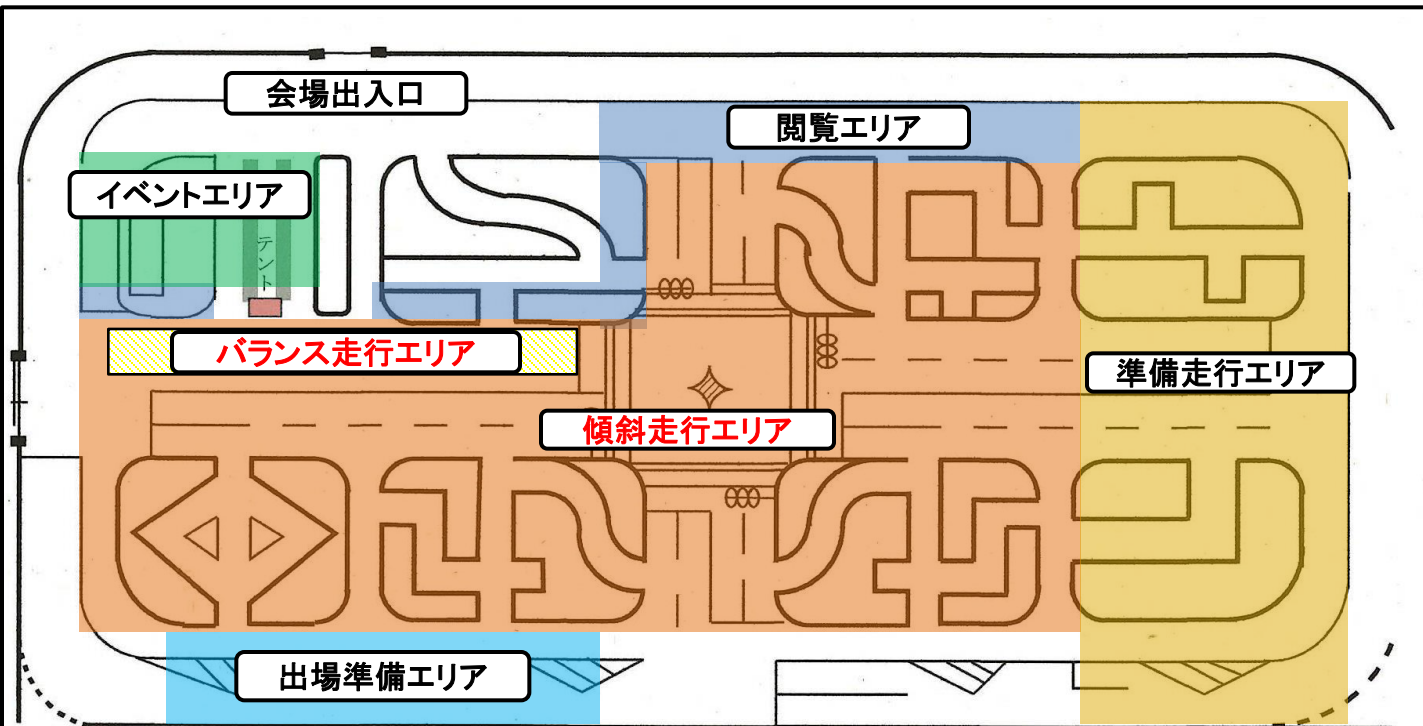 会場出入口
閲覧エリア
イベントエリア
テント
バランス走行エリア
準備走行エリア
傾斜走行エリア
出場準備エリア